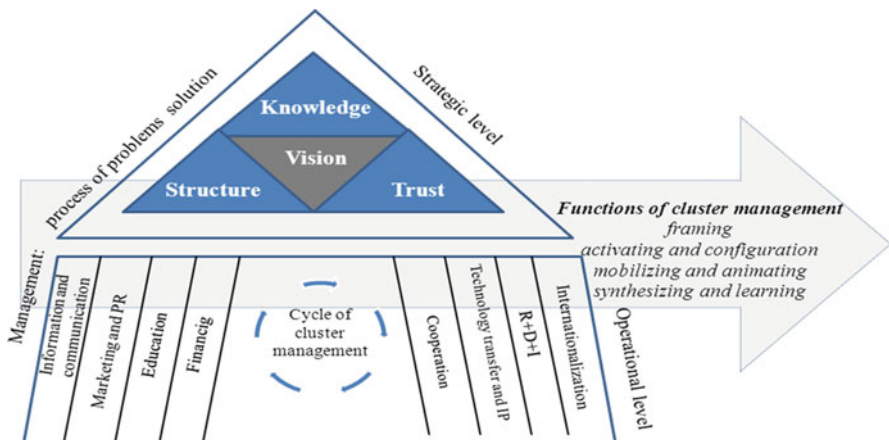 Management: process of problems solution
Strategic level
Knowledge
Vision
Structure
Trust
Functions of cluster management
framing
activating and configuration
mobilizing and animating
synthesizing and learning
Information and
communication
Marketing and PR
Education
Financig
Cycle of
cluster
management
Cooperation
Technology transfer and IP
R+D+I
Internationalization
Operational level